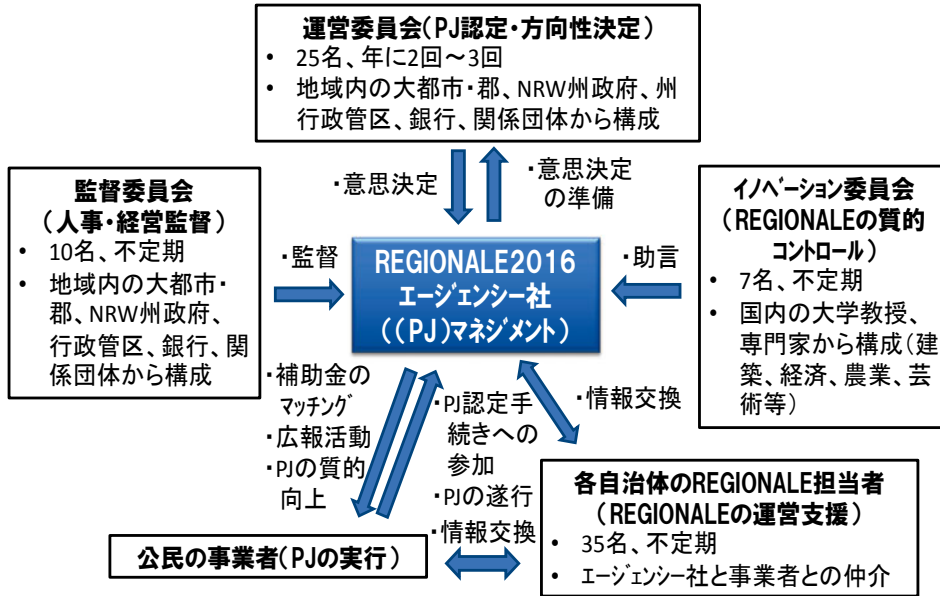 運営委員会(PJ認定・方向性決定)
• 25名、年に2回～3回
• 地域内の大都市・郡、NRW州政府、州
行政管区、銀行、関係団体から構成
・意思決定
・意思決定
の準備
監督委員会
(人事・経営監督)
• 10名、不定期
• 地域内の大都市・
郡、NRW州政府、
行政管区、銀行、関
係団体から構成
・監督
REGIONALE2016
エージェンシー社
((PJ)マネジメント)
・助言
イノベーション委員会
(REGIONALEの質的
コントロール)
• 7名、不定期
• 国内の大学教授、
専門家から構成(建
築、経済、農業、芸
術等)
・補助金の
マッチング
・広報活動
・PJの質的
向上
・PJ認定手
続きへの
参加
・PJの遂行
・情報交換
・情報交換
公民の事業者(PJの実行)
各自治体のREGIONALE担当者
(REGIONALEの運営支援)
• 35名、不定期
• エージェンシー社と事業者との仲介